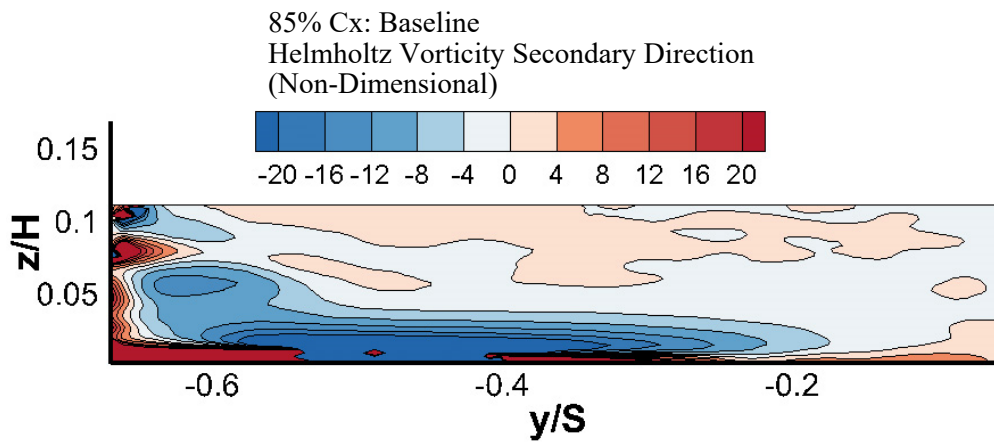 85% Cx: Baseline
Helmholtz Vorticity Secondary Direction
(Non-Dimensional)
-20 -16 -12 -8 -4 0 4 8 12 16 20
0.15
0.1
0.05
z/H
-0.6 -0.4 -0.2
y/S